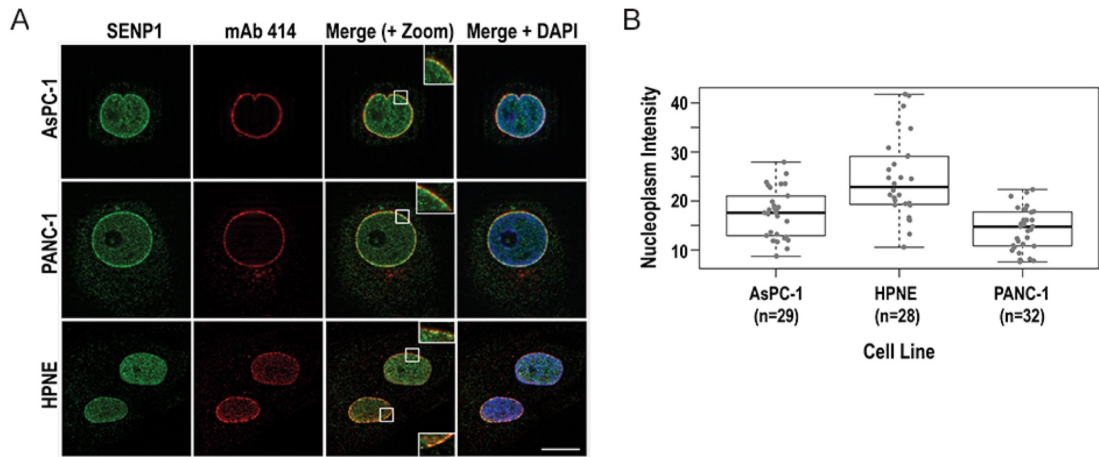 A
SENP1 mAb 414 Merge (+ Zoom) Merge + DAPI
AsPC-1
PANC-1
HPNE
B
Nucleoplasm Intensity
40
30
20
10
AsPC-1 HPNE PANC-1
(n=29) (n=28) (n=32)
Cell Line